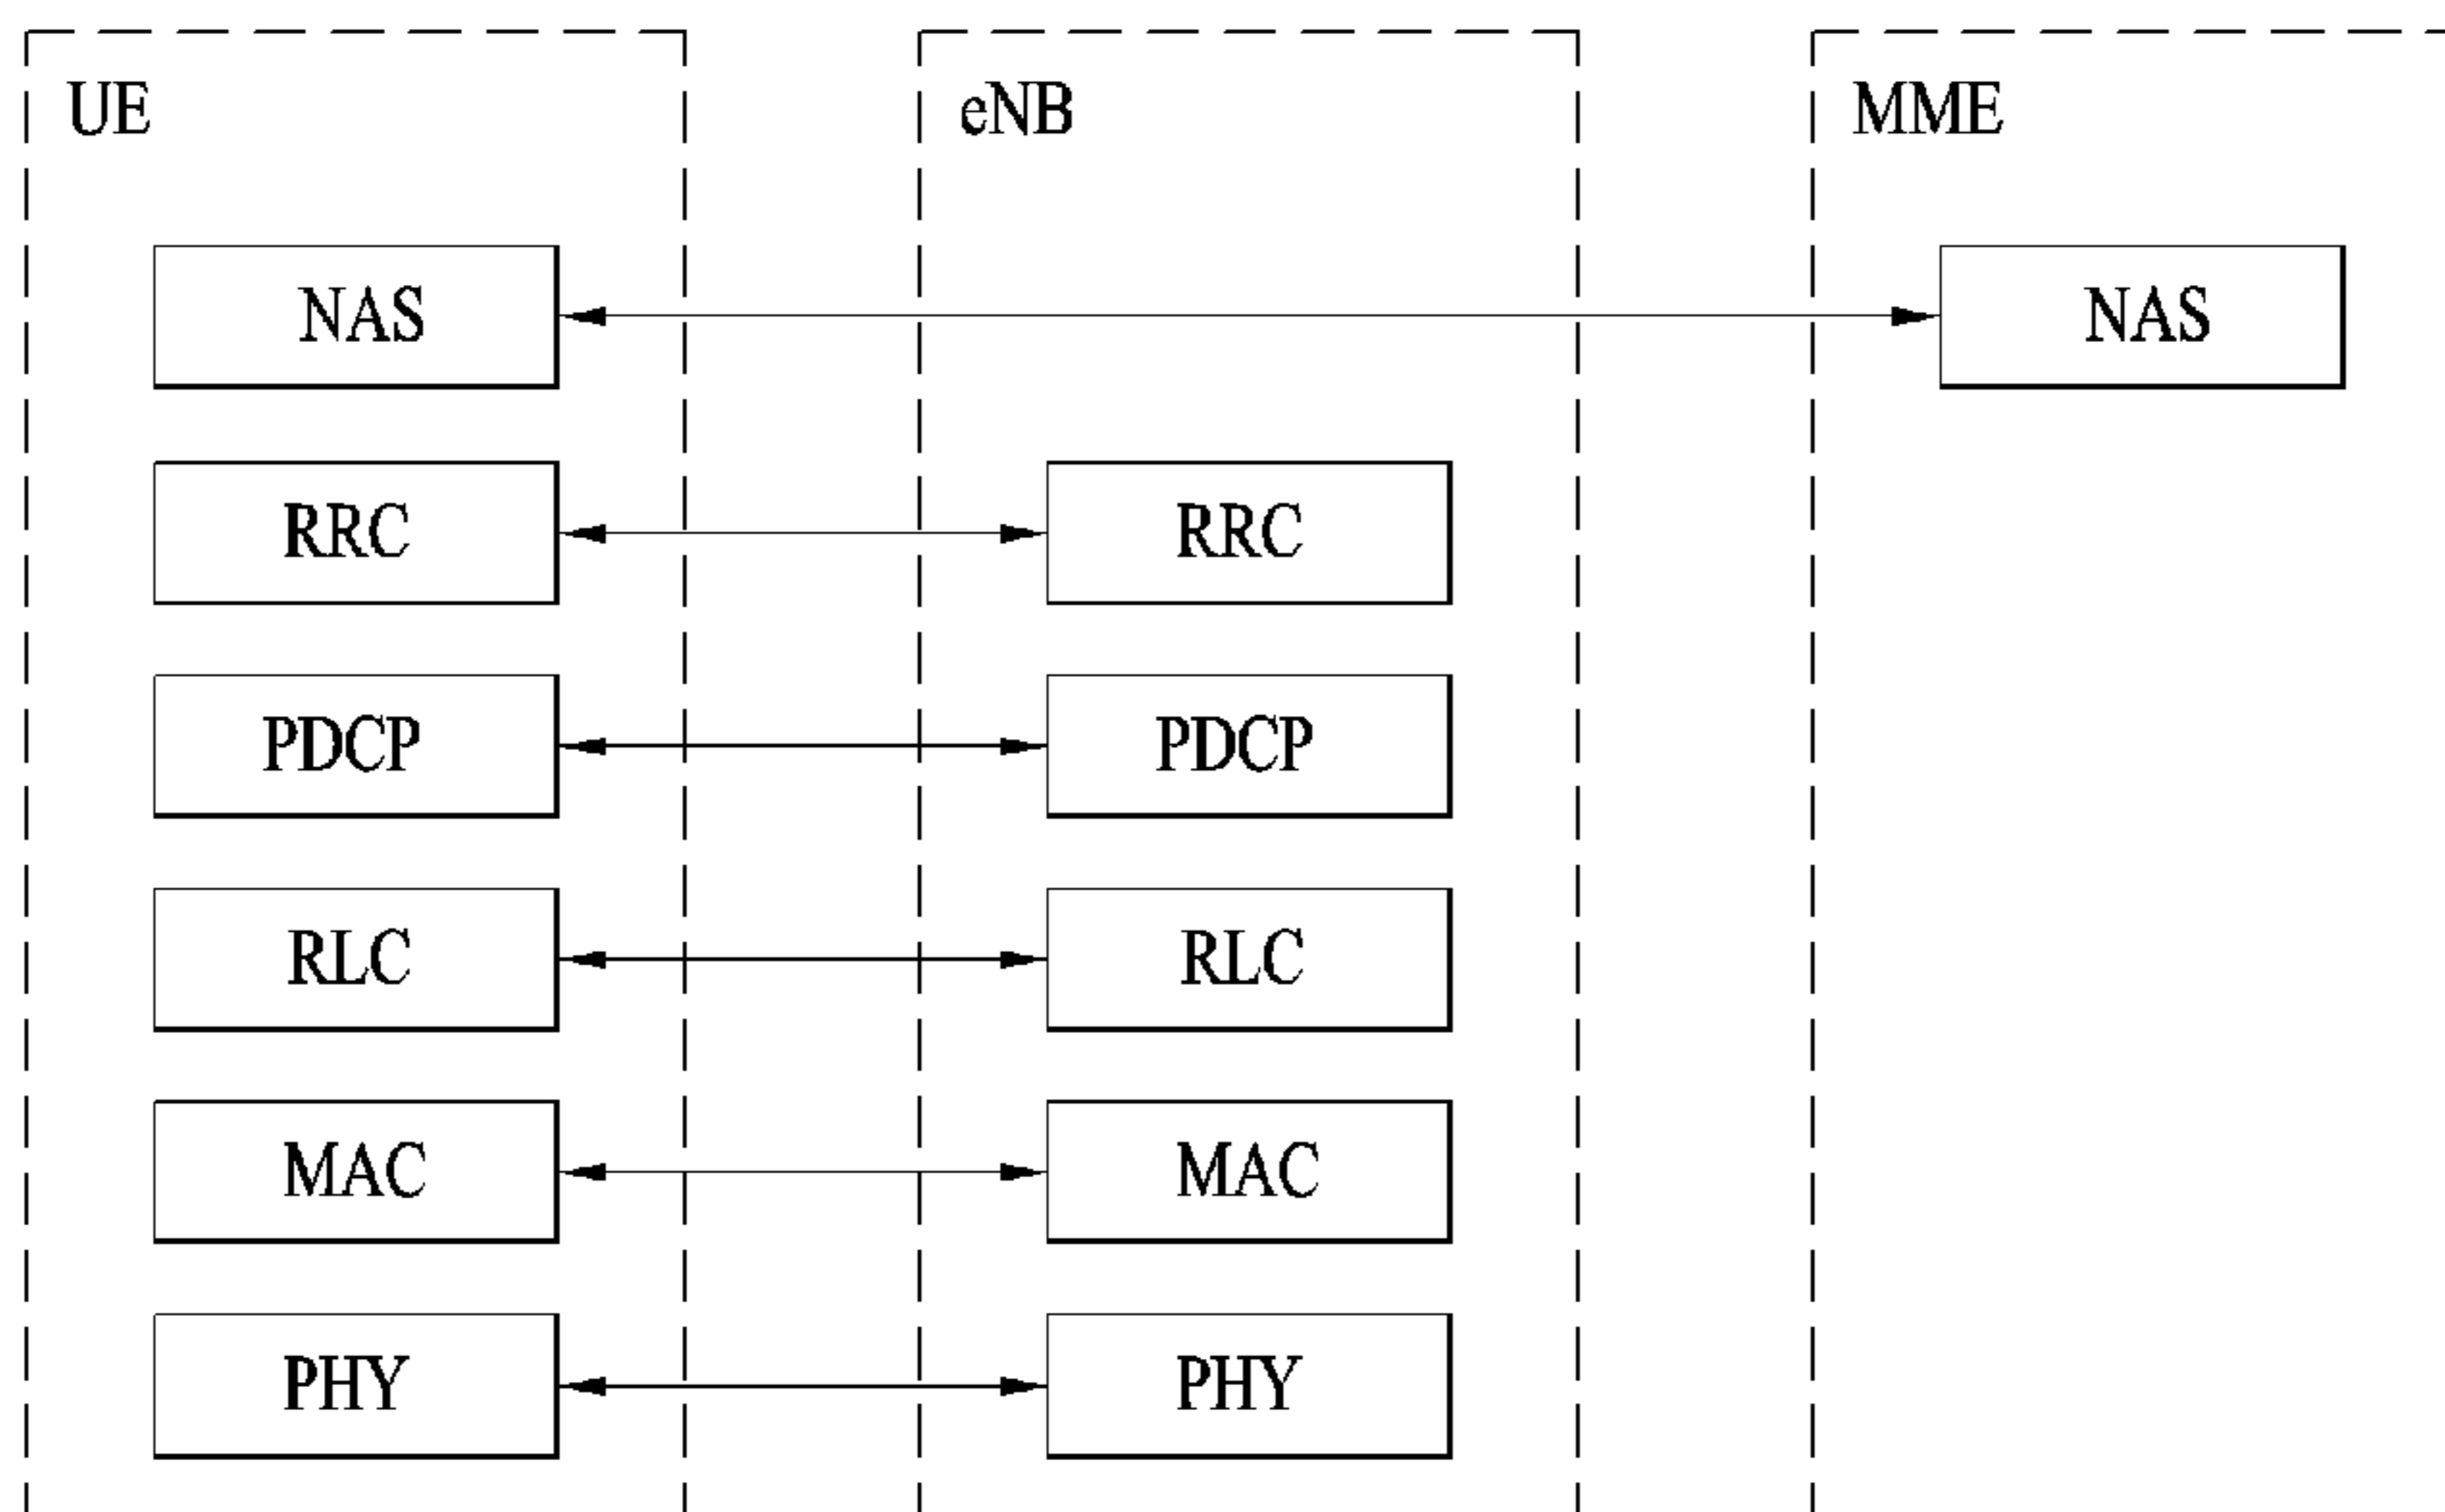 UE eNB MME
NAS NAS
RRC RRC
PDCP PDCP
RLC RLC
MAC MAC
PHY PHY